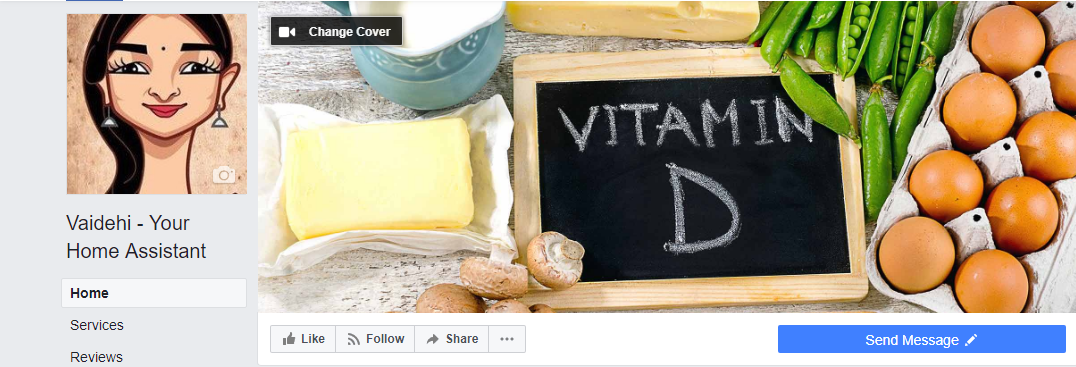 Change Cover
VITAMIN
D
Vaidehi - Your
Home Assistant
Home
Services
Reviews
Like
Follow
Share
Send Message